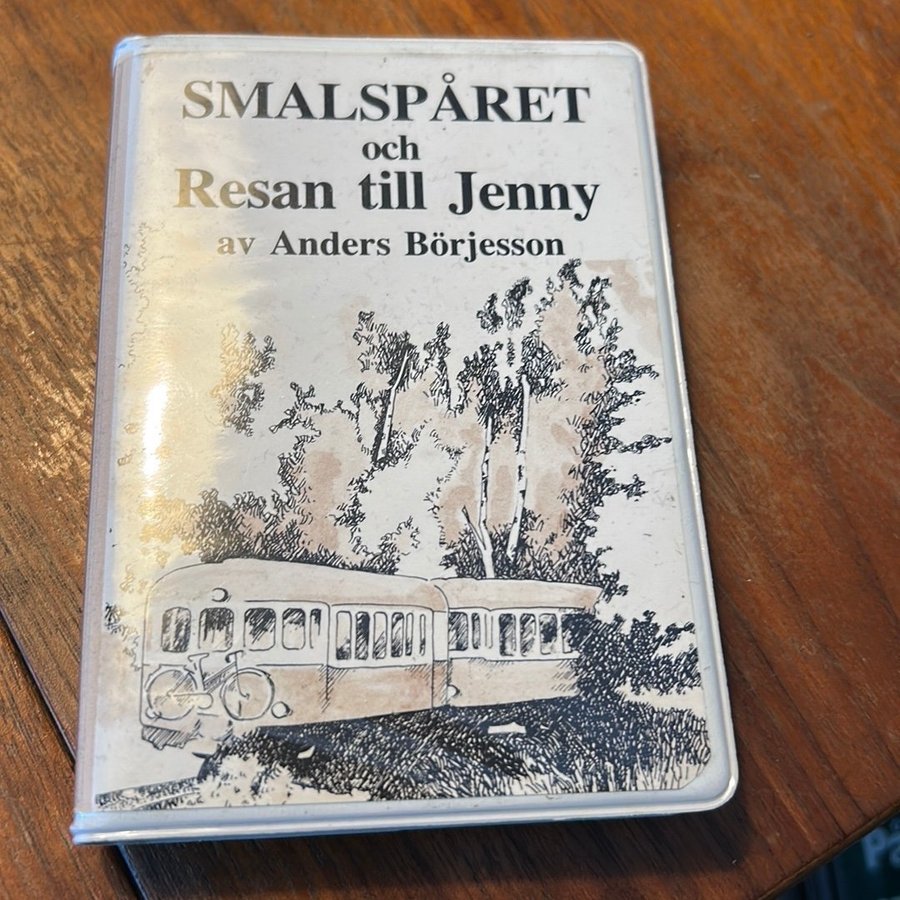 SMALSPÅRET
och
Resan till Jenny
av Anders Börjesson